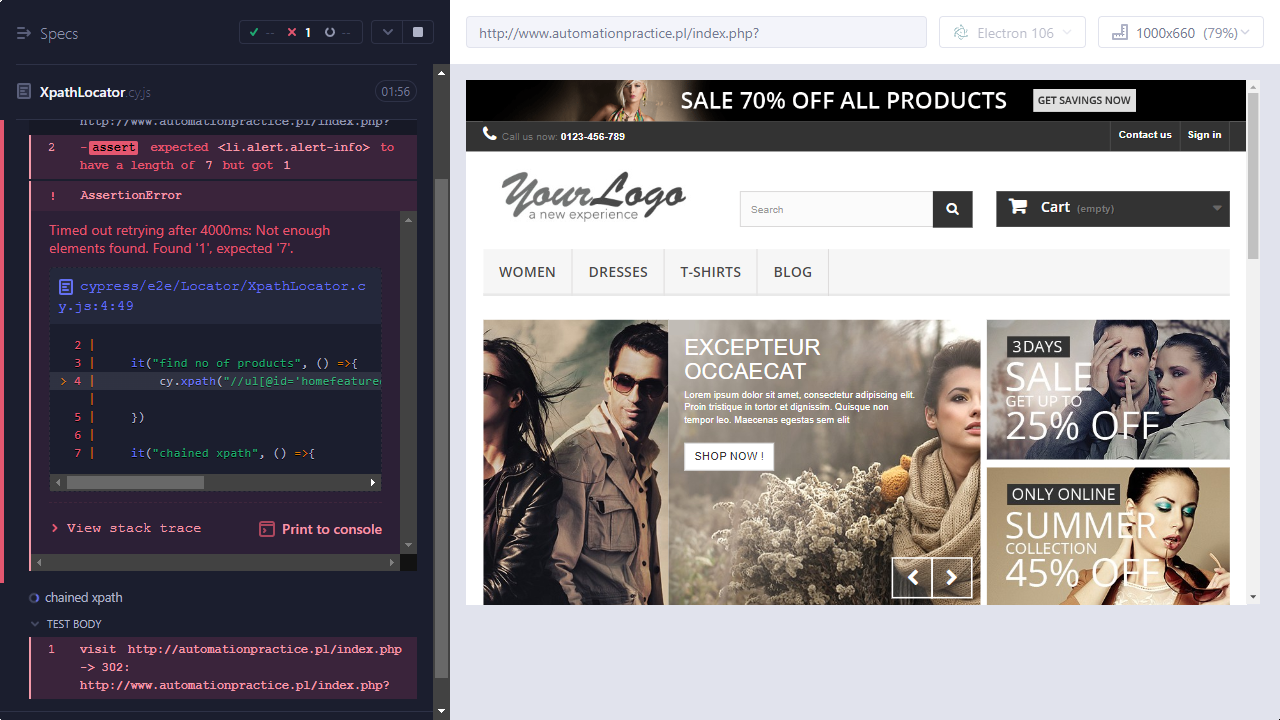 Specs
-- 1 --
XpathLocator.cy.js 01:56
http://www.automationpractice.pl/index.php?
2 -assert expected <li.alert.alert-info> to
have a length of 7 but got 1
! AssertionError
Timed out retrying after 4000ms: Not enough
elements found. Found '1', expected '7'.
cypress/e2e/Locator/XpathLocator.c
y.js:4:49
2 |
3 | it("find no of products", () =>{
> 4 | cy.xpath("//ul[@id='homefeature
|
5 | })
6 |
7 | it("chained xpath", () =>{
View stack trace Print to console
chained xpath
TEST BODY
1 visit http://automationpractice.pl/index.php
-> 302:
http://www.automationpractice.pl/index.php?
http://www.automationpractice.pl/index.php?
Electron 106
1000x660 (79%)
SALE 70% OFF ALL PRODUCTS GET SAVINGS NOW
Call us now: 0123-456-789
Contact us
Sign in
YourLogo
a new experience
Search
Cart (empty)
WOMEN DRESSES T-SHIRTS BLOG
EXCEPTEUR
OCCAECAT
Lorem ipsum dolor sit amet, consectetur adipiscing elit.
Proin tristique in tortor et dignissim. Quisque non
tempor leo. Maecenas egestas sem elit
SHOP NOW !
3 DAYS
SALE
GET UP TO
25% OFF
ONLY ONLINE
SUMMER
COLLECTION
45% OFF